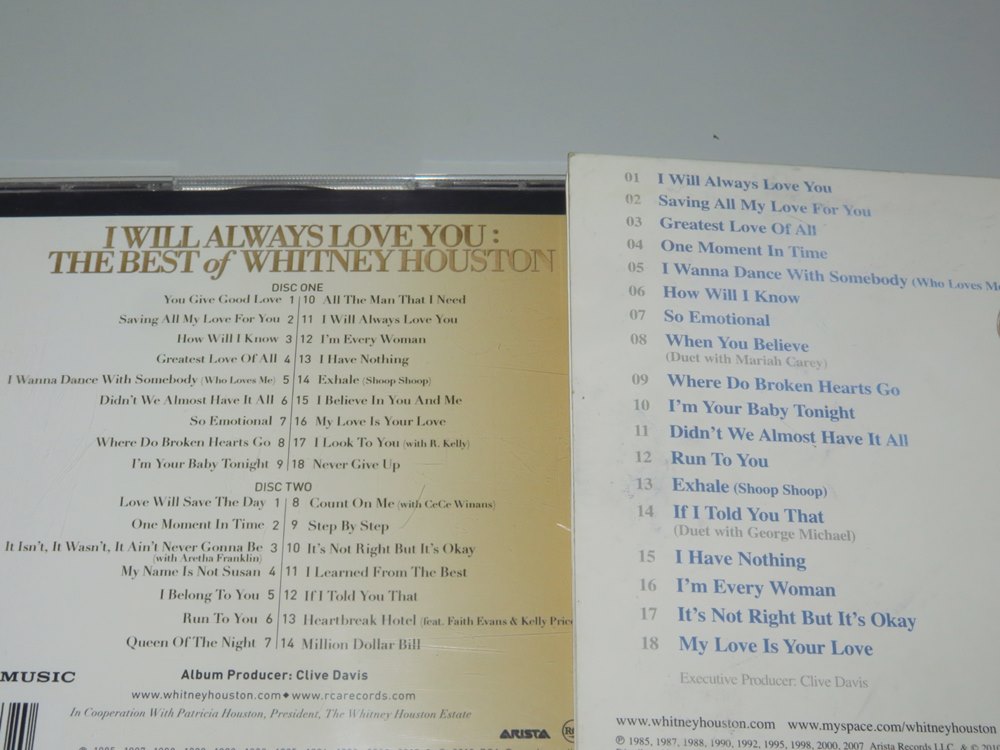 I WILL ALWAYS LOVE YOU :
THE BEST of WHITNEY HOUSTON
DISC ONE
You Give Good Love 1 10 All The Man That I Need
Saving All My Love For You 2 11 I Will Always Love You
How Will I Know 3 12 I'm Every Woman
Greatest Love Of All 4 13 I Have Nothing
I Wanna Dance With Somebody (Who Loves Me) 5 14 Exhale (Shoop Shoop)
Didn't We Almost Have It All 6 15 I Believe In You And Me
So Emotional 7 16 My Love Is Your Love
Where Do Broken Hearts Go 8 17 I Look To You (with R. Kelly)
I'm Your Baby Tonight 9 18 Never Give Up
DISC TWO
Love Will Save The Day 1 8 Count On Me (with CeCe Winans)
One Moment In Time 2 9 Step By Step
It Isn't, It Wasn't, It Ain't Never Gonna Be 3 10 It's Not Right But It's Okay
(with Aretha Franklin)
My Name Is Not Susan 4 11 I Learned From The Best
I Belong To You 5 12 If I Told You That
Run To You 6 13 Heartbreak Hotel (feat. Faith Evans & Kelly Price
Queen Of The Night 7 14 Million Dollar Bill
MUSIC
Album Producer: Clive Davis
www.whitneyhouston.com◆www.rcarecords.com
In Cooperation With Patricia Houston, President, The Whitney Houston Estate
ARISTA
01 I Will Always Love You
02 Saving All My Love For You
03 Greatest Love Of All
04 One Moment In Time
05 I Wanna Dance With Somebody (Who Loves Me
06 How Will I Know
07 So Emotional
08 When You Believe
(Duet with Mariah Carey)
09 Where Do Broken Hearts Go
10 I'm Your Baby Tonight
11 Didn't We Almost Have It All
12 Run To You
13 Exhale (Shoop Shoop)
14 If I Told You That
(Duet with George Michael)
15 I Have Nothing
16 I'm Every Woman
17 It's Not Right But It's Okay
18 My Love Is Your Love
Executive Producer: Clive Davis
www.whitneyhouston.com www.myspace.com/whitneyhouston
℗ 1985, 1987, 1988, 1990, 1992, 1995, 1998, 2000, 2007 Arista Records LLC. & ©